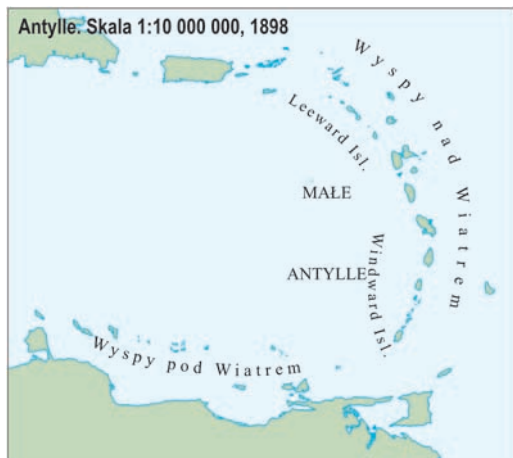 Antylle. Skala 1:10 000 000, 1898
Wyspy nad Wiatrem
Leeward Isl.
MAŁE
ANTYLLE
Windward Isl.
Wyspy pod Wiatrem